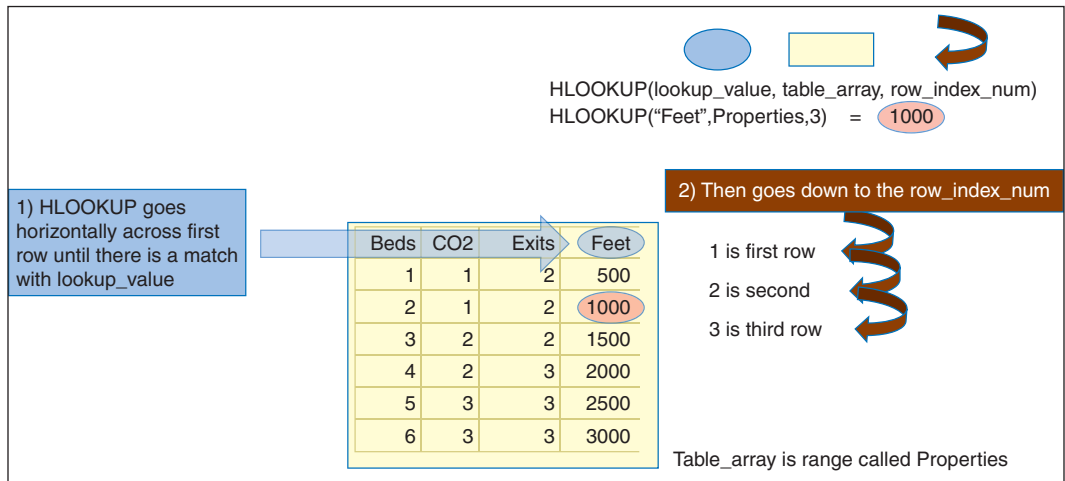 HLOOKUP(lookup_value, table_array, row_index_num)
HLOOKUP(“Feet”,Properties,3) = 1000
1) HLOOKUP goes
horizontally across first
row until there is a match
with lookup_value
2) Then goes down to the row_index_num
Beds CO2 Exits Feet
1 1 2 500
2 1 2 1000
3 2 2 1500
4 2 3 2000
5 3 3 2500
6 3 3 3000
1 is first row
2 is second
3 is third row
Table_array is range called Properties